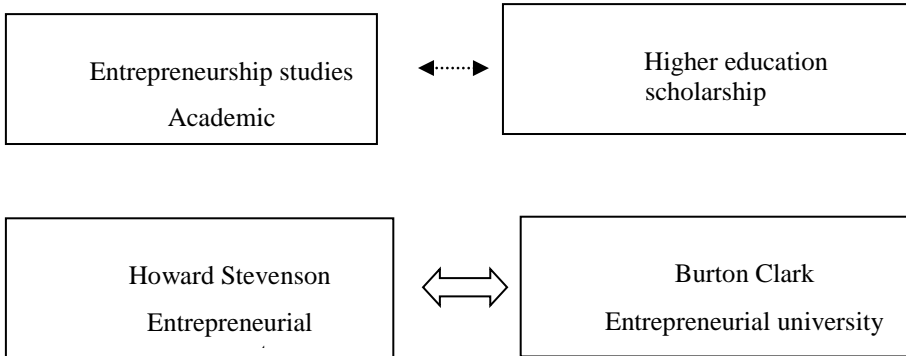 Entrepreneurship studies
Academic
Higher education
scholarship
Howard Stevenson
Entrepreneurial
Burton Clark
Entrepreneurial university